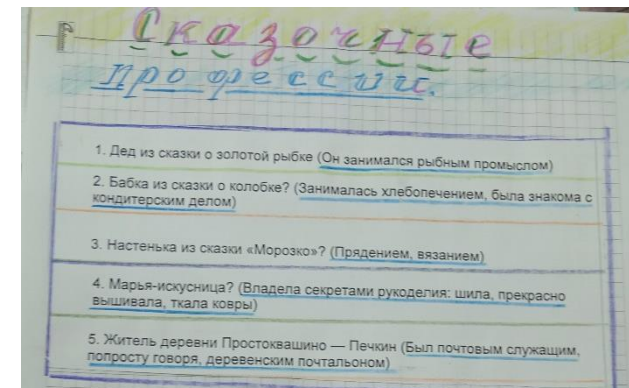 Сказочные
профессии.
1. Дед из сказки о золотой рыбке (Он занимался рыбным промыслом)
2. Бабка из сказки о колобке? (Занималась хлебопечением, была знакома с
кондитерским делом)
3. Настенька из сказки «Морозко»? (Прядением, вязанием)
4. Марья-искусница? (Владела секретами рукоделия: шила, прекрасно
вышивала, ткала ковры)
5. Житель деревни Простоквашино — Печкин (Был почтовым служащим,
попросту говоря, деревенским почтальоном)